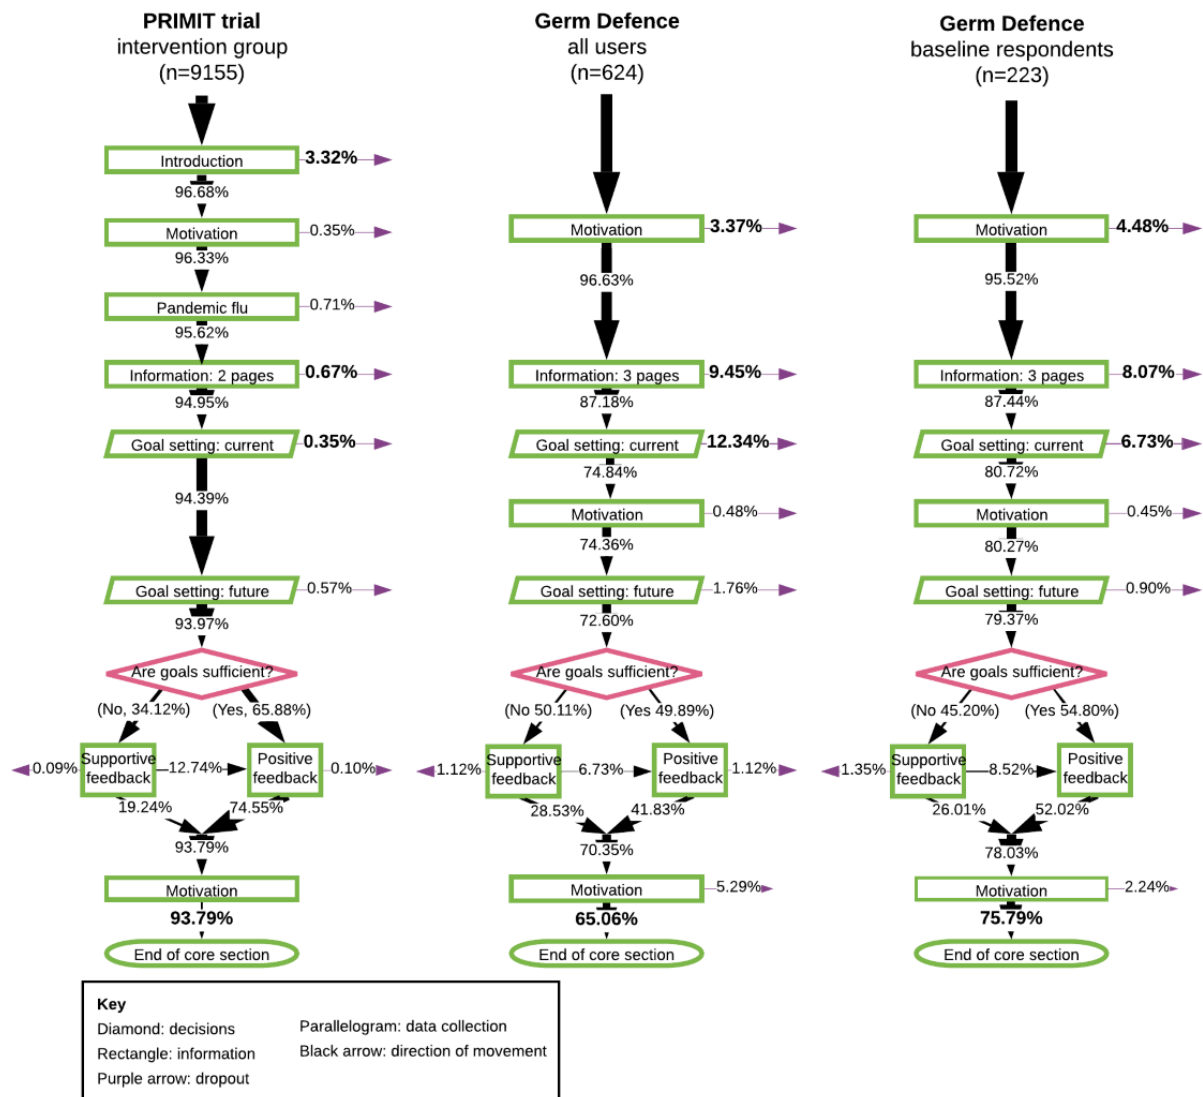 PRIMIT trial
intervention group
(n=9155)
Introduction
3.32%
96.68%
Motivation
0.35%
96.33%
Pandemic flu
0.71%
95.62%
Information: 2 pages
0.67%
94.95%
Goal setting: current
0.35%
94.39%
Goal setting: future
0.57%
93.97%
Are goals sufficient?
(No, 34.12%)
(Yes, 65.88%)
0.09%
Supportive
feedback
12.74%
Positive
feedback
0.10%
19.24%
74.55%
93.79%
Motivation
93.79%
End of core section
Germ Defence
all users
(n=624)
Motivation
3.37%
96.63%
Information: 3 pages
9.45%
87.18%
Goal setting: current
12.34%
74.84%
Motivation
0.48%
74.36%
Goal setting: future
1.76%
72.60%
Are goals sufficient?
(No 50.11%)
(Yes 49.89%)
1.12%
Supportive
feedback
6.73%
Positive
feedback
1.12%
28.53%
41.83%
70.35%
Motivation
5.29%
65.06%
End of core section
Germ Defence
baseline respondents
(n=223)
Motivation
4.48%
95.52%
Information: 3 pages
8.07%
87.44%
Goal setting: current
6.73%
80.72%
Motivation
0.45%
80.27%
Goal setting: future
0.90%
79.37%
Are goals sufficient?
(No 45.20%)
(Yes 54.80%)
1.35%
Supportive
feedback
8.52%
Positive
feedback
26.01%
52.02%
78.03%
Motivation
2.24%
75.79%
End of core section
Key
Diamond: decisions
Rectangle: information
Purple arrow: dropout
Parallelogram: data collection
Black arrow: direction of movement